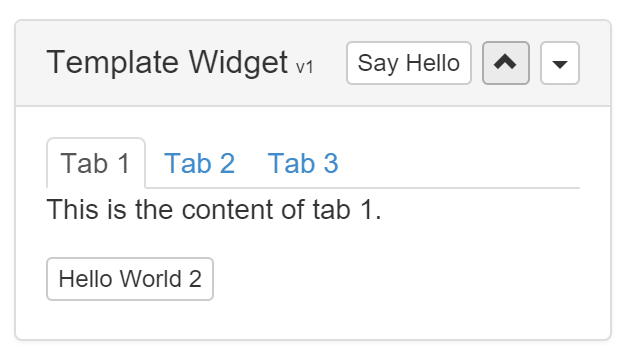 Template Widget v1 Say Hello
Tab 1 Tab 2 Tab 3
This is the content of tab 1.
Hello World 2